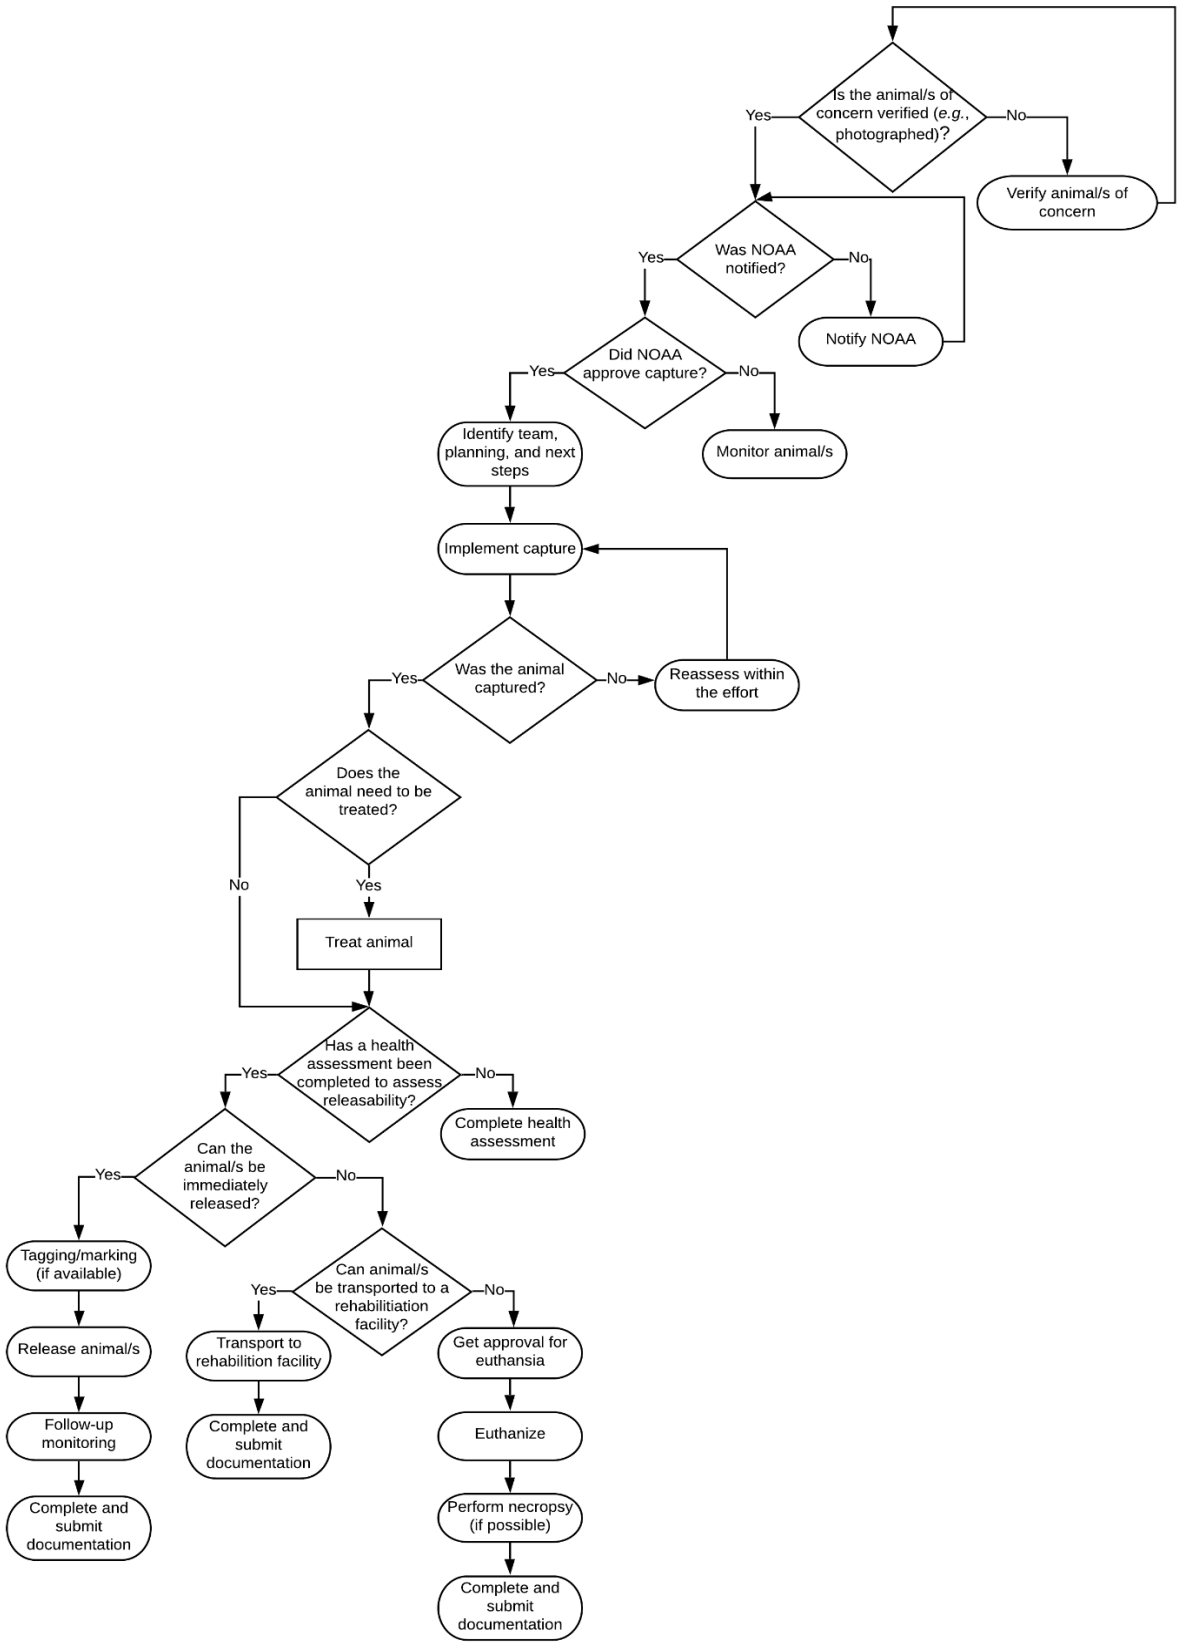 Is the animal/s of
concern verified (e.g.,
photographed)?
Yes
No
Verify animal/s of
concern
Was NOAA
notified?
Yes
No
Notify NOAA
Did NOAA
approve capture?
Yes
No
Identify team,
planning, and next
steps
Monitor animal/s
Implement capture
Was the animal
captured?
Yes
No
Reassess within
the effort
Does the
animal need to be
treated?
No
Yes
Treat animal
Has a health
assessment been
completed to assess
releasability?
Yes
No
Complete health
assessment
Can the
animal/s be
immediately
released?
Yes
No
Tagging/marking
(if available)
Release animal/s
Follow-up
monitoring
Complete and
submit
documentation
Can animal/s
be transported to a
rehabilitiation
facility?
Yes
No
Transport to
rehabilition facility
Complete and
submit
documentation
Get approval for
euthansia
Euthanize
Perform necropsy
(if possible)
Complete and
submit
documentation